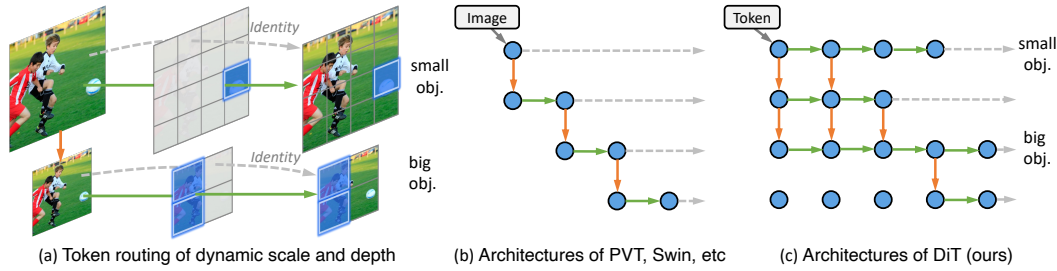 Identity
small
obj.
Identity
big
obj.
(a) Token routing of dynamic scale and depth
Image
(b) Architectures of PVT, Swin, etc
Token
small
obj.
big
obj.
(c) Architectures of DiT (ours)